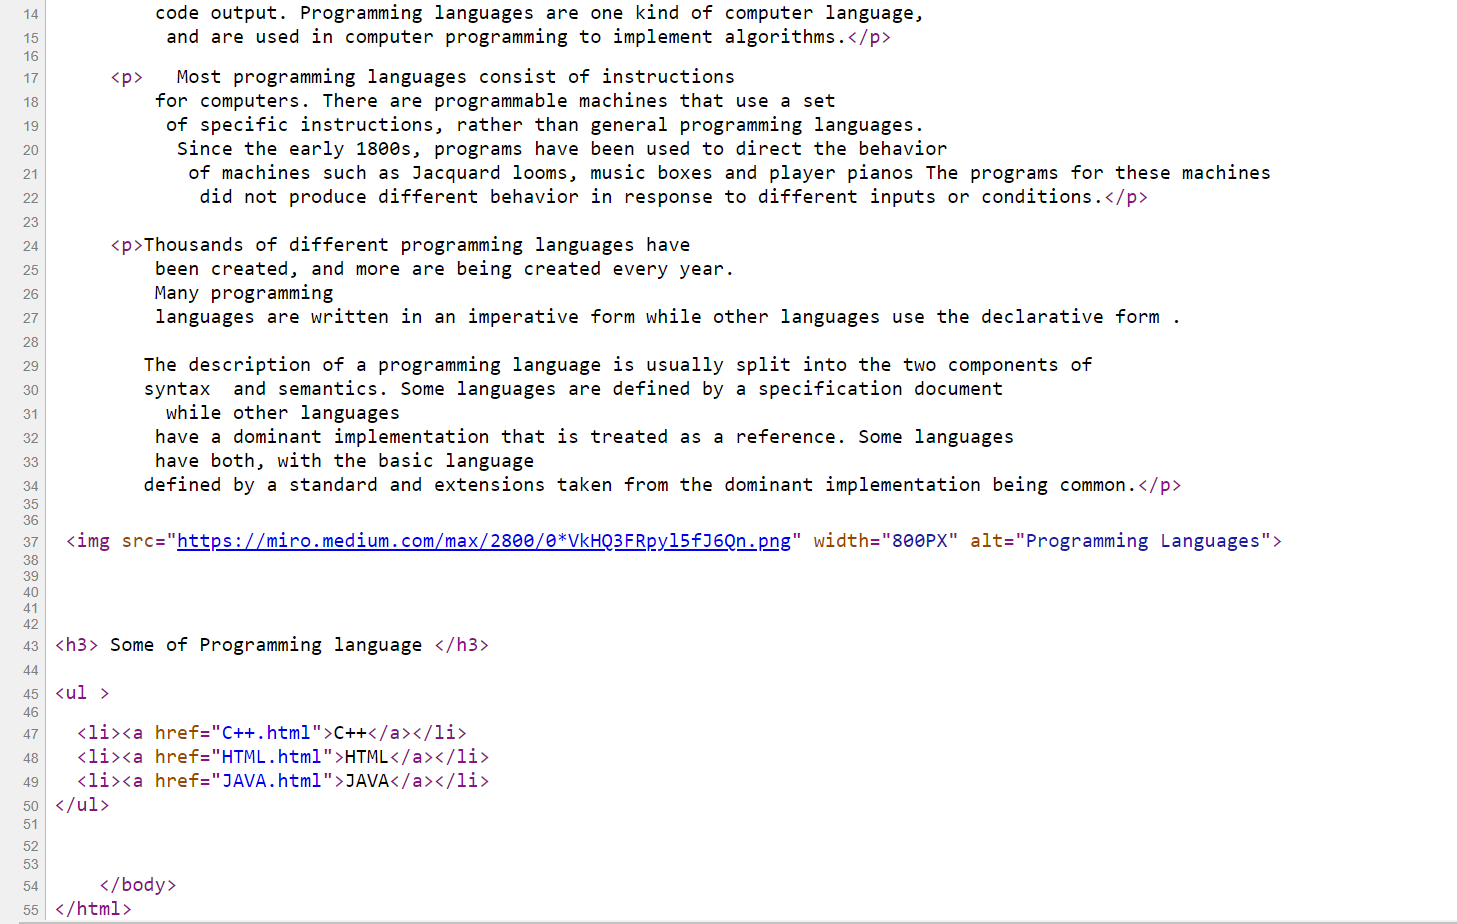 14 code output. Programming languages are one kind of computer language,
15 and are used in computer programming to implement algorithms.</p>
16
17 <p>   Most programming languages consist of instructions
18 for computers. There are programmable machines that use a set
19 of specific instructions, rather than general programming languages.
20 Since the early 1800s, programs have been used to direct the behavior
21 of machines such as Jacquard looms, music boxes and player pianos The programs for these machines
22 did not produce different behavior in response to different inputs or conditions.</p>
23
24 <p>Thousands of different programming languages have
25 been created, and more are being created every year.
26 Many programming
27 languages are written in an imperative form while other languages use the declarative form .
28
29 The description of a programming language is usually split into the two components of
30 syntax  and semantics. Some languages are defined by a specification document
31 while other languages
32 have a dominant implementation that is treated as a reference. Some languages
33 have both, with the basic language
34 defined by a standard and extensions taken from the dominant implementation being common.</p>
35
36
37 <img src="https://miro.medium.com/max/2800/0*VkHQ3FRpyl5fJ6Qn.png" width="800PX" alt="Programming Languages">
38
39
40
41
42
43 <h3> Some of Programming language </h3>
44
45 <ul >
46
47 <li><a href="C++.html">C++</a></li>
48 <li><a href="HTML.html">HTML</a></li>
49 <li><a href="JAVA.html">JAVA</a></li>
50 </ul>
51
52
53
54 </body>
55 </html>